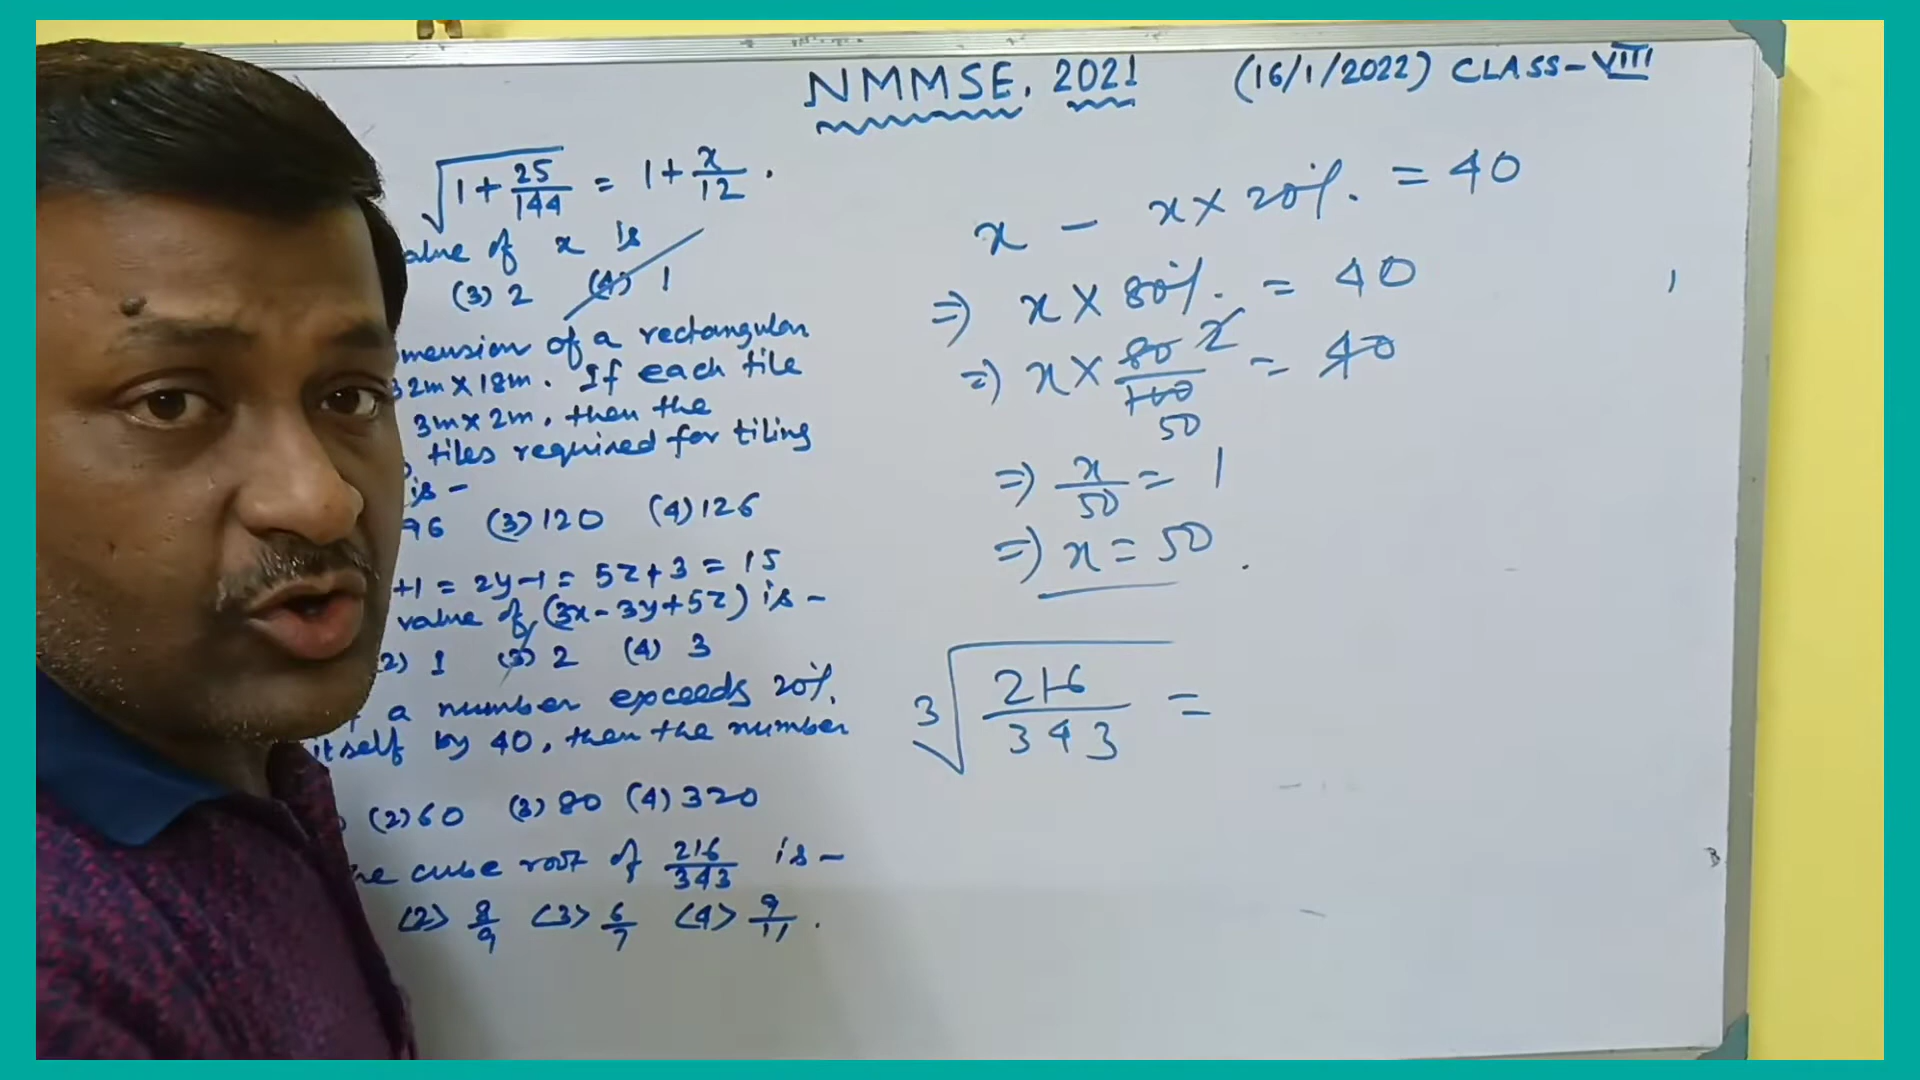 NMMSE. 2021 (16/1/2022) CLASS-VIII
√(1+25/144) = 1+x/12.
value of x is
(3) 2 (4) 1
of a rectangular
32m×18m. If each tile
3m×2m, then the
tiles required for tiling
is-
96 (3) 120 (4) 126
+1 = 2y-1 = 5z+3 = 15
value of (3x-3y+5z) is-
(2) 1 (3) 2 (4) 3
a number exceeds 20%.
itself by 40, then the number
(2) 60 (3) 80 (4) 320
cube root of 216/343 is-
(2) 8/9 (3) 6/7 (4) 9/11.
x - x×20%. = 40
=) x×80%. = 40
=) x×80/100 = 40
2
50
=) x/50 = 1
=) x = 50
∛(216/343) =